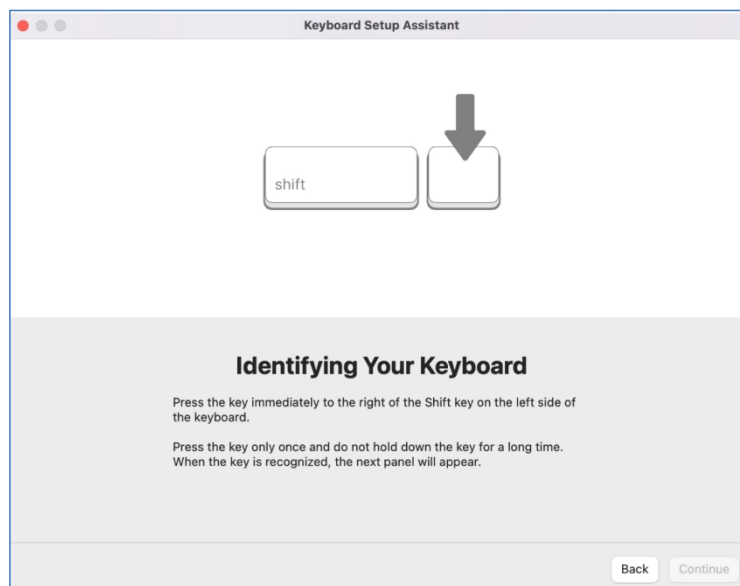 Keyboard Setup Assistant
shift
Identifying Your Keyboard
Press the key immediately to the right of the Shift key on the left side of
the keyboard.
Press the key only once and do not hold down the key for a long time.
When the key is recognized, the next panel will appear.
Back Continue